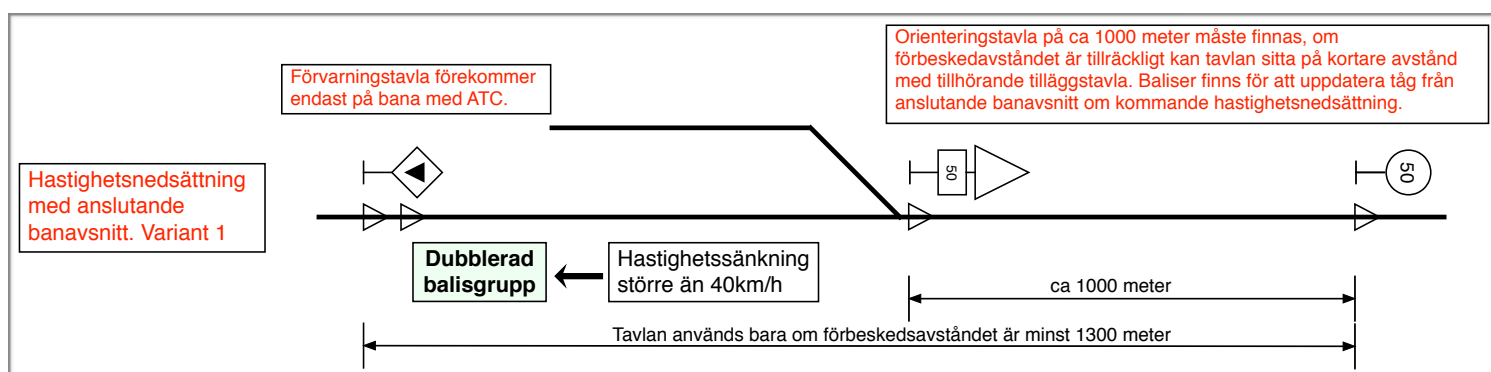 Orienteringstavla på ca 1000 meter måste finnas, om
förbeskedavståndet är tillräckligt kan tavlan sitta på kortare avstånd
med tillhörande tilläggstavla. Baliser finns för att uppdatera tåg från
anslutande banavsnitt om kommande hastighetsnedsättning.
Förvarningstavla förekommer
endast på bana med ATC.
Hastighetsnedsättning
med anslutande
banavsnitt. Variant 1
50
50
Dubblerad
balisgrupp
Hastighetssänkning
större än 40km/h
ca 1000 meter
Tavlan används bara om förbeskedsavståndet är minst 1300 meter